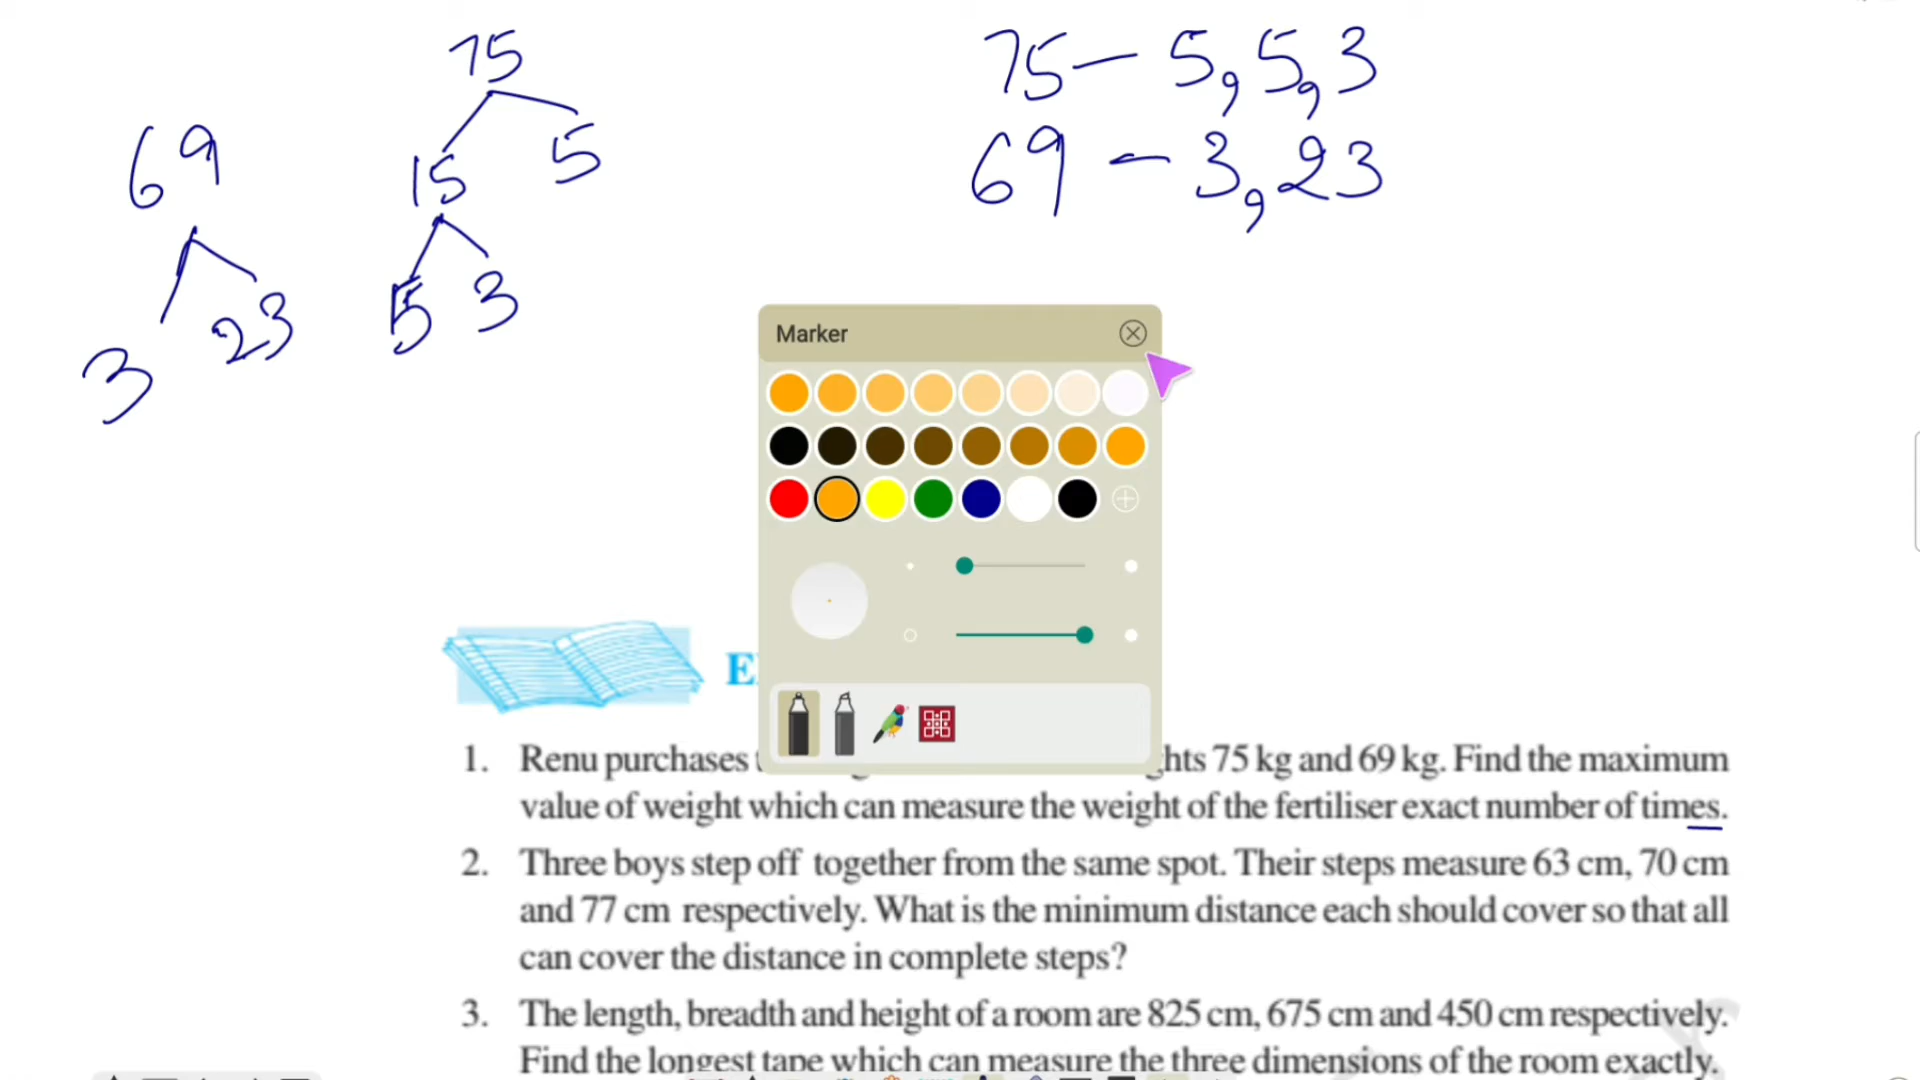 75
15 5
5 3
69
3 23
75 — 5, 5, 3
69 — 3, 23
Marker
E
1. Renu purchases hts 75 kg and 69 kg. Find the maximum
value of weight which can measure the weight of the fertiliser exact number of times.
2. Three boys step off together from the same spot. Their steps measure 63 cm, 70 cm
and 77 cm respectively. What is the minimum distance each should cover so that all
can cover the distance in complete steps?
3. The length, breadth and height of a room are 825 cm, 675 cm and 450 cm respectively.
Find the longest tape which can measure the three dimensions of the room exactly.